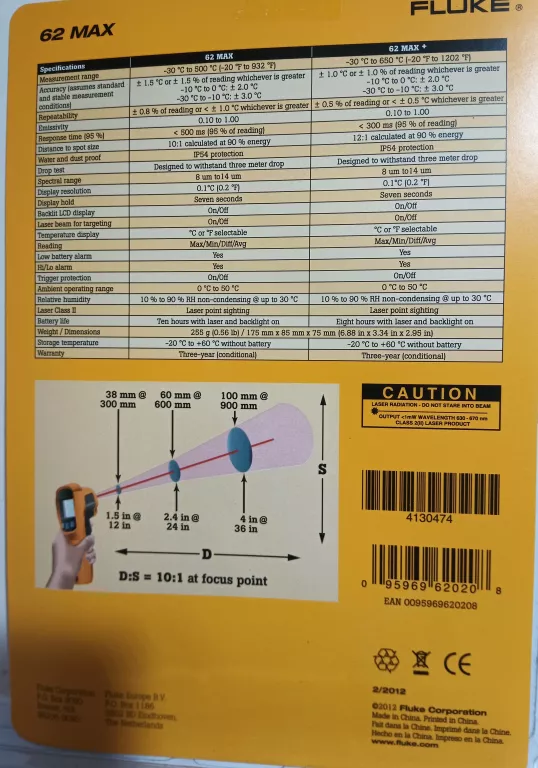 FLUKE®
62 MAX
Specifications 62 MAX 62 MAX +
Measurement range -30 °C to 500 °C (-20 °F to 932 °F) -30 °C to 650 °C (-20 °F to 1202 °F)
Accuracy (assumes standard and stable measurement conditions) ± 1.5 °C or ± 1.5 % of reading whichever is greater ± 1.0 °C or ± 1.0 % of reading whichever is greater
-10 °C to 0 °C: ± 2.0 °C -10 °C to 0 °C: ± 2.0 °C
-30 °C to -10 °C: ± 3.0 °C -30 °C to -10 °C: ± 3.0 °C
Repeatability ± 0.8 % of reading or < ± 1.0 °C whichever is greater ± 0.5 % of reading or < ± 0.5 °C whichever is greater
Emissivity 0.10 to 1.00 0.10 to 1.00
Response time (95 %) < 500 ms (95 % of reading) < 300 ms (95 % of reading)
Distance to spot size 10:1 calculated at 90 % energy 12:1 calculated at 90 % energy
Water and dust proof IP54 protection IP54 protection
Drop test Designed to withstand three meter drop Designed to withstand three meter drop
Spectral range 8 um to14 um 8 um to 14 um
Display resolution 0.1°C (0.2 °F) 0.1°C (0.2 °F)
Display hold Seven seconds Seven seconds
Backlit LCD display On/Off On/Off
Laser beam for targeting On/Off On/Off
Temperature display °C or °F selectable °C or °F selectable
Reading Max/Min/Diff/Avg Max/Min/Diff/Avg
Low battery alarm Yes Yes
Hi/Lo alarm Yes Yes
Trigger protection On/Off On/Off
Ambient operating range 0 °C to 50 °C 0 °C to 50 °C
Relative humidity 10 % to 90 % RH non-condensing @ up to 30 °C 10 % to 90 % RH non-condensing @ up to 30 °C
Laser Class II Laser point sighting Laser point sighting
Battery life Ten hours with laser and backlight on Eight hours with laser and backlight on
Weight / Dimensions 255 g (0.56 lb) / 175 mm x 85 mm x 75 mm (6.88 in x 3.34 in x 2.95 in)
Storage temperature -20 °C to +60 °C without battery -20 °C to +60 °C without battery
Warranty Three-year (conditional) Three-year (conditional)
38 mm @ 60 mm @ 100 mm @
300 mm 600 mm 900 mm
S
1.5 in @ 2.4 in @ 4 in @
12 in 24 in 36 in
D
D:S = 10:1 at focus point
CAUTION
LASER RADIATION - DO NOT STARE INTO BEAM
OUTPUT <1mW WAVELENGTH 630 - 670 nm
CLASS 2(II) LASER PRODUCT
4130474
0 95969 62020 8
EAN 0095969620208
CE
2/2012
©2012 Fluke Corporation
Made in China. Printed in China.
Fait dans la Chine. Imprimé dans la Chine.
Hecho en la China. Impreso en la China.
www.fluke.com
Fluke Corporation Fluke Europe B.V.
P.O. Box 1186
5602 BD Eindhoven,
The Netherlands